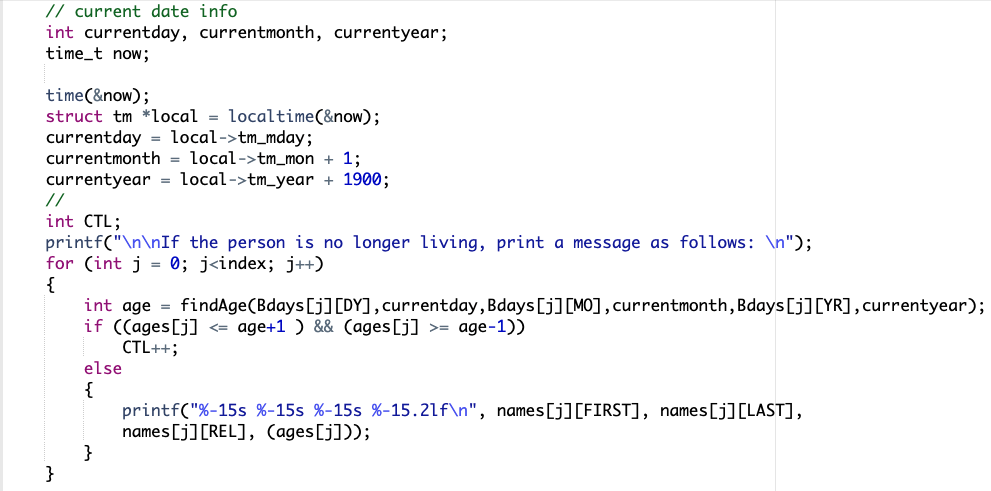 // current date info
int currentday, currentmonth, currentyear;
time_t now;
time(&now);
struct tm *local = localtime(&now);
currentday = local->tm_mday;
currentmonth = local->tm_mon + 1;
currentyear = local->tm_year + 1900;
//
int CTL;
printf("\n\nIf the person is no longer living, print a message as follows: \n");
for (int j = 0; j<index; j++)
{
int age = findAge(Bdays[j][DY],currentday,Bdays[j][MO],currentmonth,Bdays[j][YR],currentyear);
if ((ages[j] <= age+1 ) && (ages[j] >= age-1))
CTL++;
else
{
printf("%-15s %-15s %-15s %-15.2lf\n", names[j][FIRST], names[j][LAST],
names[j][REL], (ages[j]));
}
}